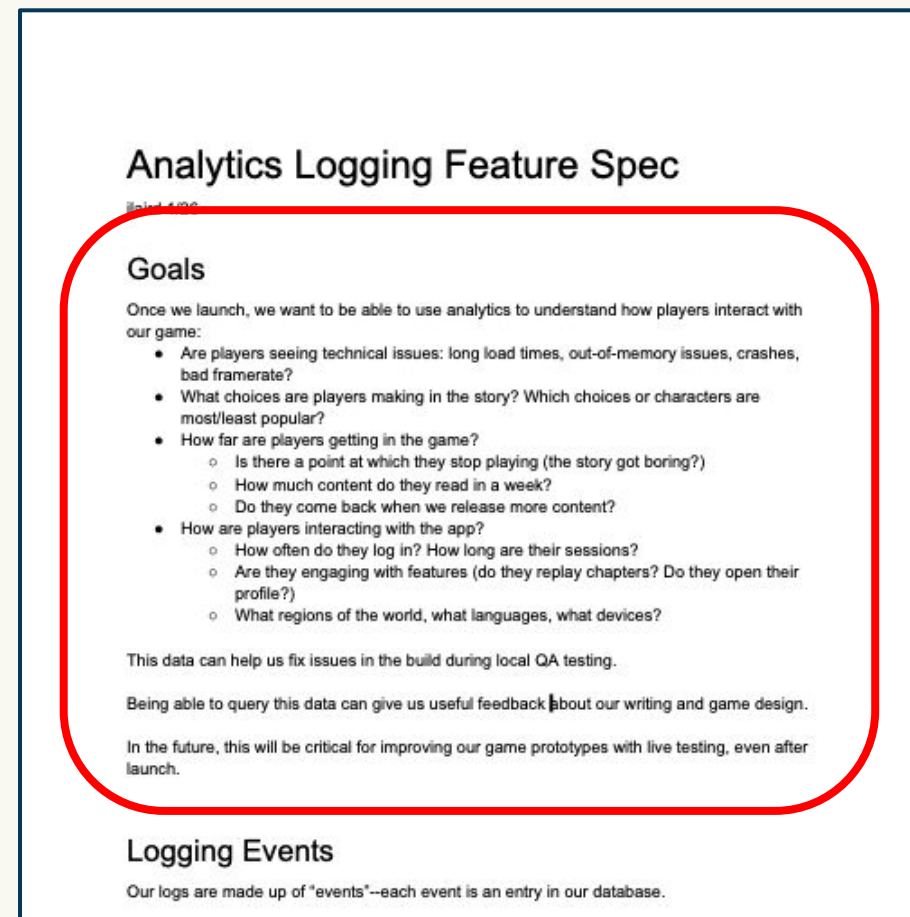 Analytics Logging Feature Spec
1/26
Goals
Once we launch, we want to be able to use analytics to understand how players interact with
our game:
● Are players seeing technical issues: long load times, out-of-memory issues, crashes,
bad framerate?
● What choices are players making in the story? Which choices or characters are
most/least popular?
● How far are players getting in the game?
○ Is there a point at which they stop playing (the story got boring?)
○ How much content do they read in a week?
○ Do they come back when we release more content?
● How are players interacting with the app?
○ How often do they log in? How long are their sessions?
○ Are they engaging with features (do they replay chapters? Do they open their
profile?)
○ What regions of the world, what languages, what devices?
This data can help us fix issues in the build during local QA testing.
Being able to query this data can give us useful feedback about our writing and game design.
In the future, this will be critical for improving our game prototypes with live testing, even after
launch.
Logging Events
Our logs are made up of “events”--each event is an entry in our database.